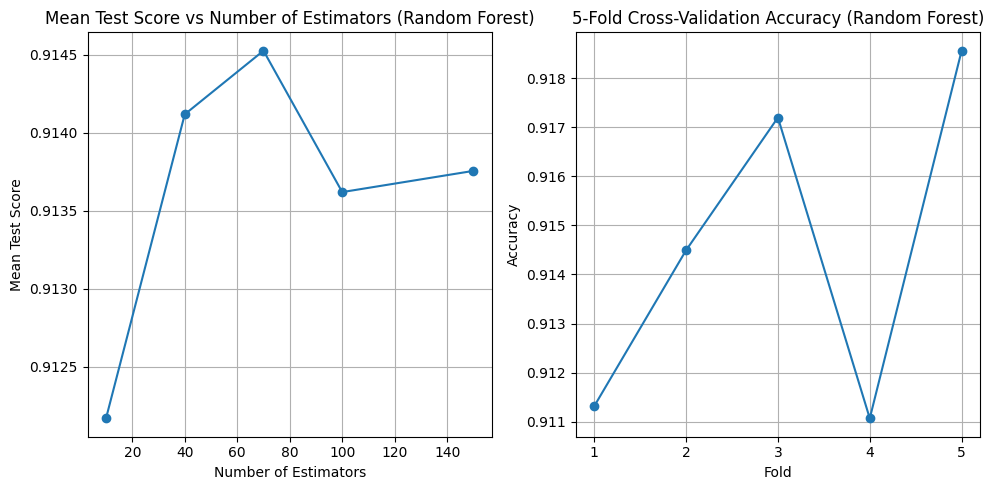 Mean Test Score vs Number of Estimators (Random Forest)
0.9145
0.9140
0.9135
0.9130
0.9125
Mean Test Score
20 40 60 80 100 120 140
Number of Estimators
5-Fold Cross-Validation Accuracy (Random Forest)
0.918
0.917
0.916
0.915
0.914
0.913
0.912
0.911
Accuracy
1 2 3 4 5
Fold